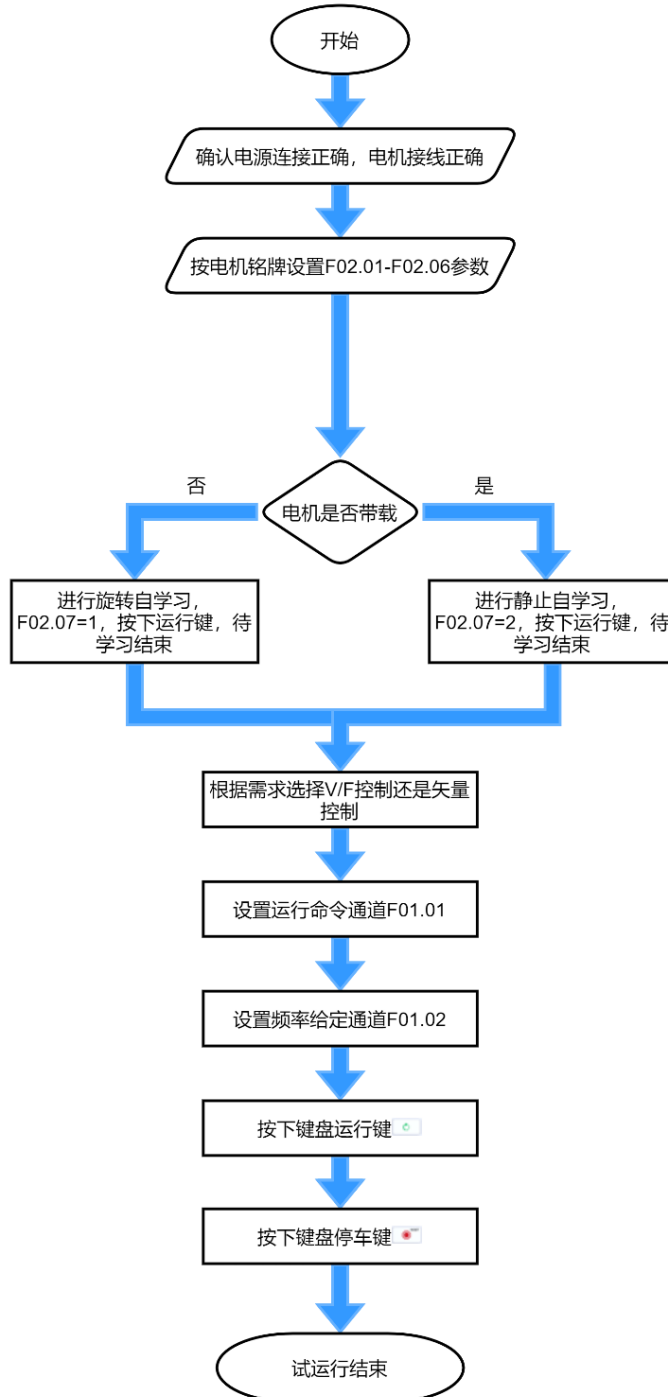 开始
确认电源连接正确，电机接线正确
按电机铭牌设置F02.01-F02.06参数
电机是否带载
否
是
进行旋转自学习，
F02.07=1，按下运行键，待
学习结束
进行静止自学习，
F02.07=2，按下运行键，待
学习结束
根据需求选择V/F控制还是矢量
控制
设置运行命令通道F01.01
设置频率给定通道F01.02
按下键盘运行键
按下键盘停车键
试运行结束